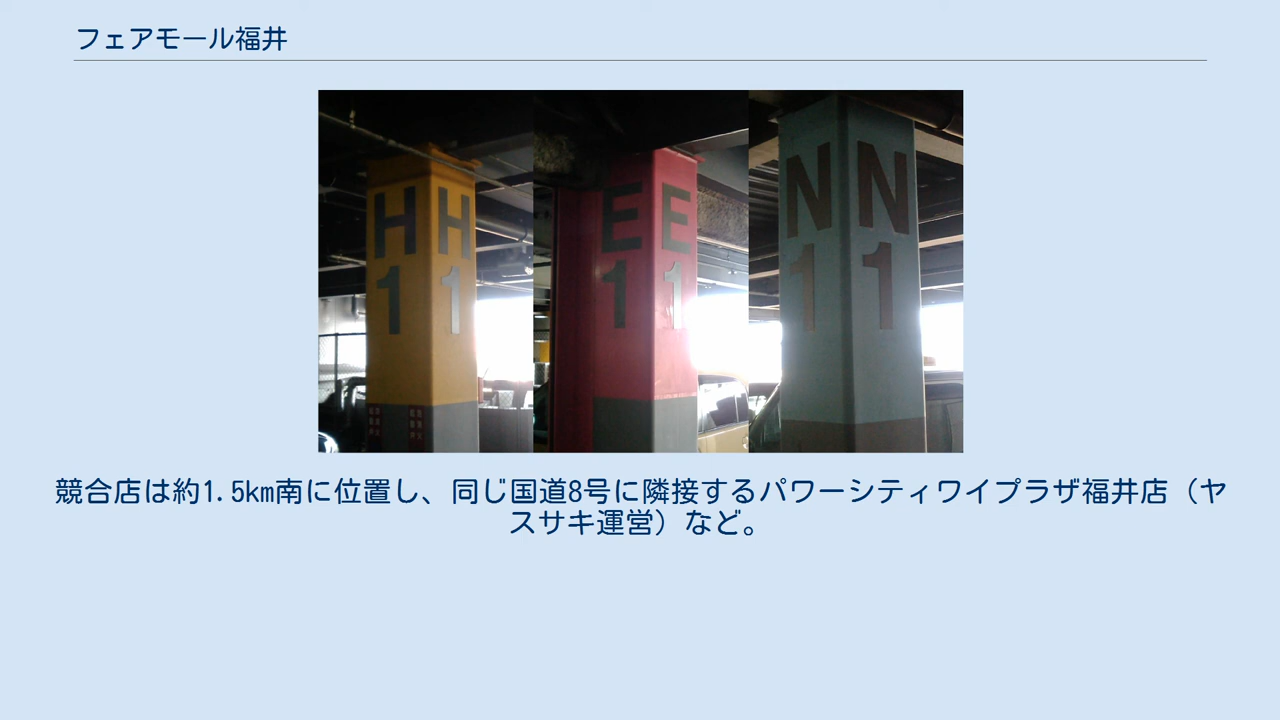 フェアモール福井
H H
1 1
E E
1 1
N N
1 1
競合店は約1.5km南に位置し、同じ国道8号に隣接するパワーシティワイプラザ福井店（ヤ
スサキ運営）など。